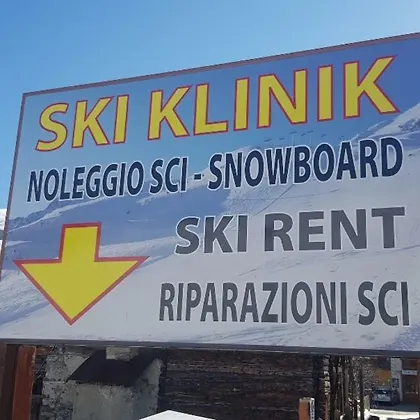 SKI KLINIK
NOLEGGIO SCI - SNOWBOARD
SKI RENT
RIPARAZIONI SCI